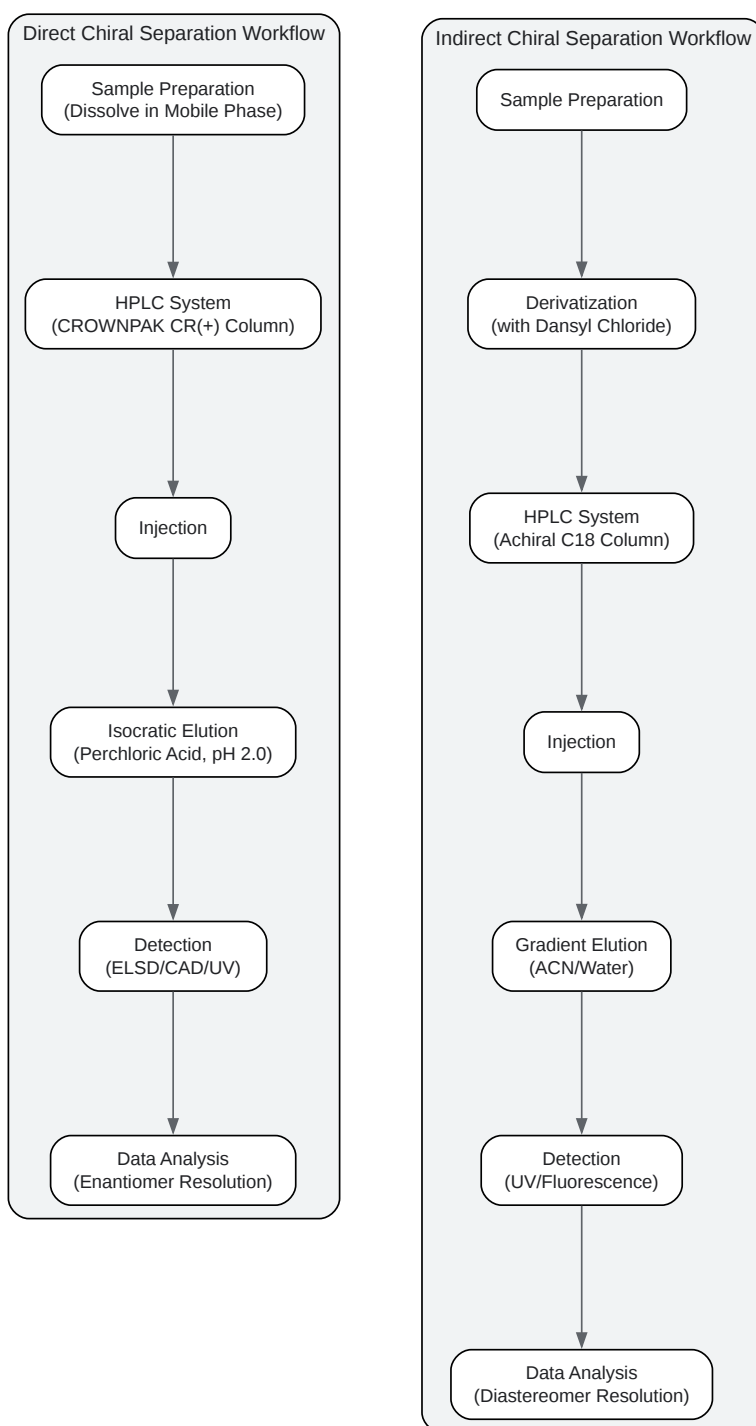 Direct Chiral Separation Workflow
Sample Preparation
(Dissolve in Mobile Phase)
HPLC System
(CROWNPAK CR(+) Column)
Injection
Isocratic Elution
(Perchloric Acid, pH 2.0)
Detection
(ELSD/CAD/UV)
Data Analysis
(Enantiomer Resolution)
Indirect Chiral Separation Workflow
Sample Preparation
Derivatization
(with Dansyl Chloride)
HPLC System
(Achiral C18 Column)
Injection
Gradient Elution
(ACN/Water)
Detection
(UV/Fluorescence)
Data Analysis
(Diastereomer Resolution)